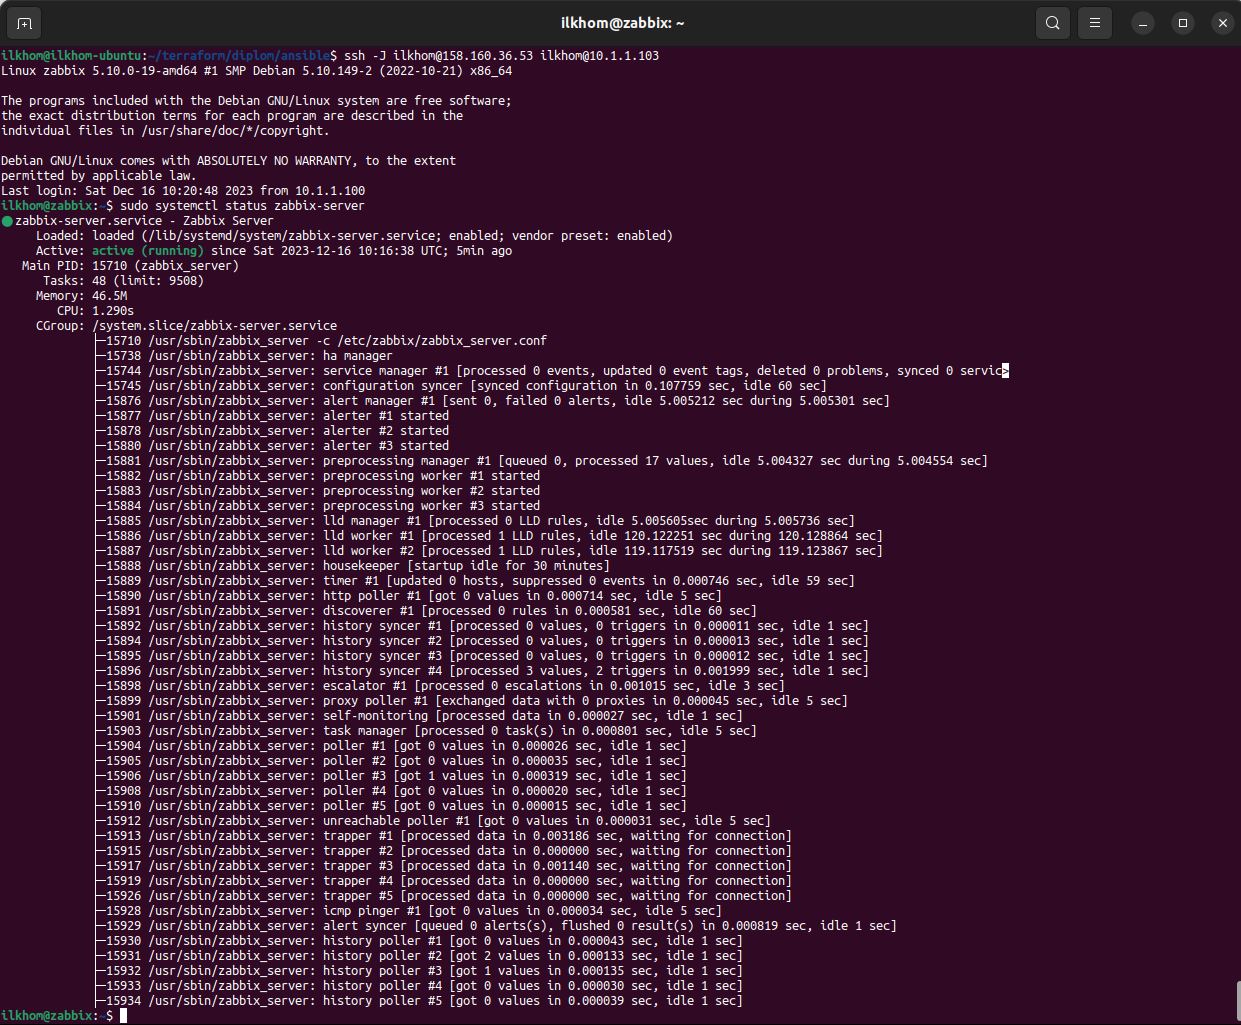 ilkhom@zabbix: ~
ilkhom@ilkhom-ubuntu:~/terraform/diplom/ansible$ ssh -J ilkhom@158.160.36.53 ilkhom@10.1.1.103
Linux zabbix 5.10.0-19-amd64 #1 SMP Debian 5.10.149-2 (2022-10-21) x86_64
The programs included with the Debian GNU/Linux system are free software;
the exact distribution terms for each program are described in the
individual files in /usr/share/doc/*/copyright.
Debian GNU/Linux comes with ABSOLUTELY NO WARRANTY, to the extent
permitted by applicable law.
Last login: Sat Dec 16 10:20:48 2023 from 10.1.1.100
ilkhom@zabbix:~$ sudo systemctl status zabbix-server
● zabbix-server.service - Zabbix Server
Loaded: loaded (/lib/systemd/system/zabbix-server.service; enabled; vendor preset: enabled)
Active: active (running) since Sat 2023-12-16 10:16:38 UTC; 5min ago
Main PID: 15710 (zabbix_server)
Tasks: 48 (limit: 9508)
Memory: 46.5M
CPU: 1.290s
CGroup: /system.slice/zabbix-server.service
├─15710 /usr/sbin/zabbix_server -c /etc/zabbix/zabbix_server.conf
├─15738 /usr/sbin/zabbix_server: ha manager
├─15744 /usr/sbin/zabbix_server: service manager #1 [processed 0 events, updated 0 event tags, deleted 0 problems, synced 0 servic>
├─15745 /usr/sbin/zabbix_server: configuration syncer [synced configuration in 0.107759 sec, idle 60 sec]
├─15876 /usr/sbin/zabbix_server: alert manager #1 [sent 0, failed 0 alerts, idle 5.005212 sec during 5.005301 sec]
├─15877 /usr/sbin/zabbix_server: alerter #1 started
├─15878 /usr/sbin/zabbix_server: alerter #2 started
├─15880 /usr/sbin/zabbix_server: alerter #3 started
├─15881 /usr/sbin/zabbix_server: preprocessing manager #1 [queued 0, processed 17 values, idle 5.004327 sec during 5.004554 sec]
├─15882 /usr/sbin/zabbix_server: preprocessing worker #1 started
├─15883 /usr/sbin/zabbix_server: preprocessing worker #2 started
├─15884 /usr/sbin/zabbix_server: preprocessing worker #3 started
├─15885 /usr/sbin/zabbix_server: lld manager #1 [processed 0 LLD rules, idle 5.005605sec during 5.005736 sec]
├─15886 /usr/sbin/zabbix_server: lld worker #1 [processed 1 LLD rules, idle 120.122251 sec during 120.128864 sec]
├─15887 /usr/sbin/zabbix_server: lld worker #2 [processed 1 LLD rules, idle 119.117519 sec during 119.123867 sec]
├─15888 /usr/sbin/zabbix_server: housekeeper [startup idle for 30 minutes]
├─15889 /usr/sbin/zabbix_server: timer #1 [updated 0 hosts, suppressed 0 events in 0.000746 sec, idle 59 sec]
├─15890 /usr/sbin/zabbix_server: http poller #1 [got 0 values in 0.000714 sec, idle 5 sec]
├─15891 /usr/sbin/zabbix_server: discoverer #1 [processed 0 rules in 0.000581 sec, idle 60 sec]
├─15892 /usr/sbin/zabbix_server: history syncer #1 [processed 0 values, 0 triggers in 0.000011 sec, idle 1 sec]
├─15894 /usr/sbin/zabbix_server: history syncer #2 [processed 0 values, 0 triggers in 0.000013 sec, idle 1 sec]
├─15895 /usr/sbin/zabbix_server: history syncer #3 [processed 0 values, 0 triggers in 0.000012 sec, idle 1 sec]
├─15896 /usr/sbin/zabbix_server: history syncer #4 [processed 3 values, 2 triggers in 0.001999 sec, idle 1 sec]
├─15898 /usr/sbin/zabbix_server: escalator #1 [processed 0 escalations in 0.001015 sec, idle 3 sec]
├─15899 /usr/sbin/zabbix_server: proxy poller #1 [exchanged data with 0 proxies in 0.000045 sec, idle 5 sec]
├─15901 /usr/sbin/zabbix_server: self-monitoring [processed data in 0.000027 sec, idle 1 sec]
├─15903 /usr/sbin/zabbix_server: task manager [processed 0 task(s) in 0.000801 sec, idle 5 sec]
├─15904 /usr/sbin/zabbix_server: poller #1 [got 0 values in 0.000026 sec, idle 1 sec]
├─15905 /usr/sbin/zabbix_server: poller #2 [got 0 values in 0.000035 sec, idle 1 sec]
├─15906 /usr/sbin/zabbix_server: poller #3 [got 1 values in 0.000319 sec, idle 1 sec]
├─15908 /usr/sbin/zabbix_server: poller #4 [got 0 values in 0.000020 sec, idle 1 sec]
├─15910 /usr/sbin/zabbix_server: poller #5 [got 0 values in 0.000015 sec, idle 1 sec]
├─15912 /usr/sbin/zabbix_server: unreachable poller #1 [got 0 values in 0.000031 sec, idle 5 sec]
├─15913 /usr/sbin/zabbix_server: trapper #1 [processed data in 0.003186 sec, waiting for connection]
├─15915 /usr/sbin/zabbix_server: trapper #2 [processed data in 0.000000 sec, waiting for connection]
├─15917 /usr/sbin/zabbix_server: trapper #3 [processed data in 0.001140 sec, waiting for connection]
├─15919 /usr/sbin/zabbix_server: trapper #4 [processed data in 0.000000 sec, waiting for connection]
├─15926 /usr/sbin/zabbix_server: trapper #5 [processed data in 0.000000 sec, waiting for connection]
├─15928 /usr/sbin/zabbix_server: icmp pinger #1 [got 0 values in 0.000034 sec, idle 5 sec]
├─15929 /usr/sbin/zabbix_server: alert syncer [queued 0 alerts(s), flushed 0 result(s) in 0.000819 sec, idle 1 sec]
├─15930 /usr/sbin/zabbix_server: history poller #1 [got 0 values in 0.000043 sec, idle 1 sec]
├─15931 /usr/sbin/zabbix_server: history poller #2 [got 2 values in 0.000133 sec, idle 1 sec]
├─15932 /usr/sbin/zabbix_server: history poller #3 [got 1 values in 0.000135 sec, idle 1 sec]
├─15933 /usr/sbin/zabbix_server: history poller #4 [got 0 values in 0.000030 sec, idle 1 sec]
├─15934 /usr/sbin/zabbix_server: history poller #5 [got 0 values in 0.000039 sec, idle 1 sec]
ilkhom@zabbix:~$